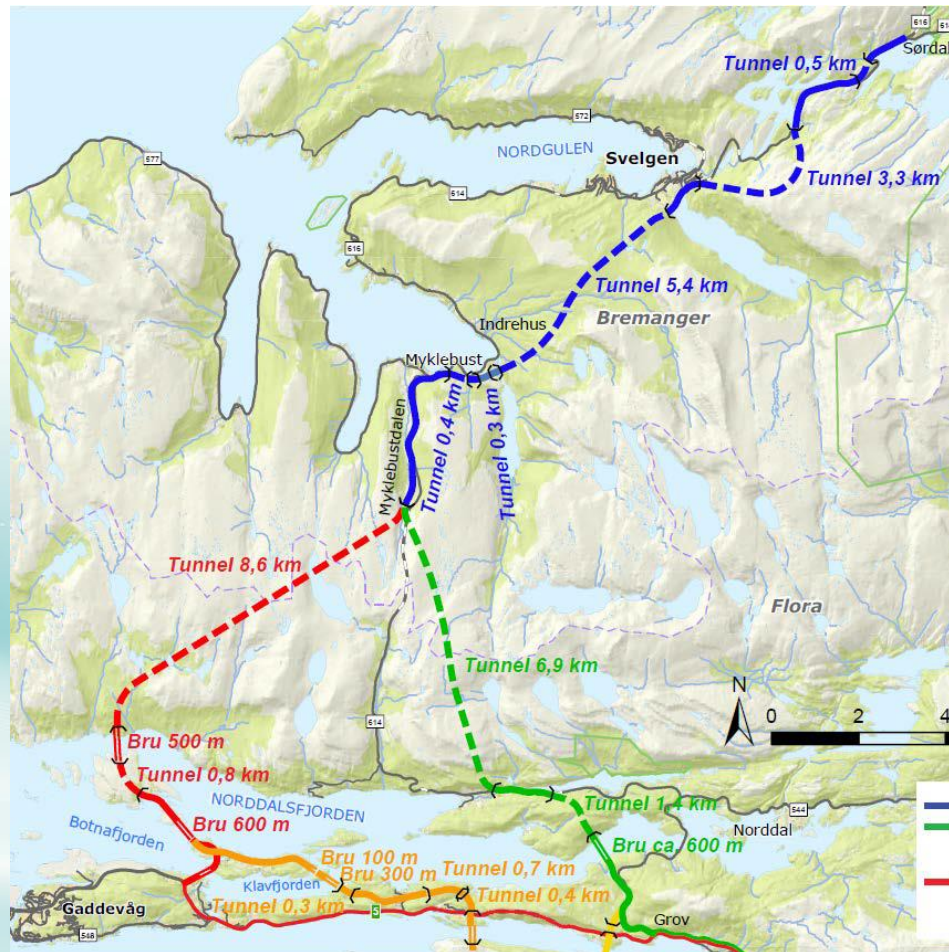 616
Sørdal
Tunnel 0,5 km
572
NORDGULEN
Svelgen
577
614
Tunnel 3,3 km
616
Tunnel 5,4 km
Bremanger
Indrehus
Myklebust
Myklebustdalen
Tunnel 0,4 km
Tunnel 0,3 km
Tunnel 8,6 km
Flora
Tunnel 6,9 km
N
0 2 4
614
Bru 500 m
Tunnel 0,8 km
NORDDALSFJORDEN
Tunnel 1,4 km
544
Botnafjorden
Bru 600 m
Norddal
Bru ca. 600 m
Bru 100 m
Bru 300 m
Tunnel 0,7 km
Klavfjorden
Tunnel 0,3 km
Tunnel 0,4 km
Gaddevåg
5
Grov
548